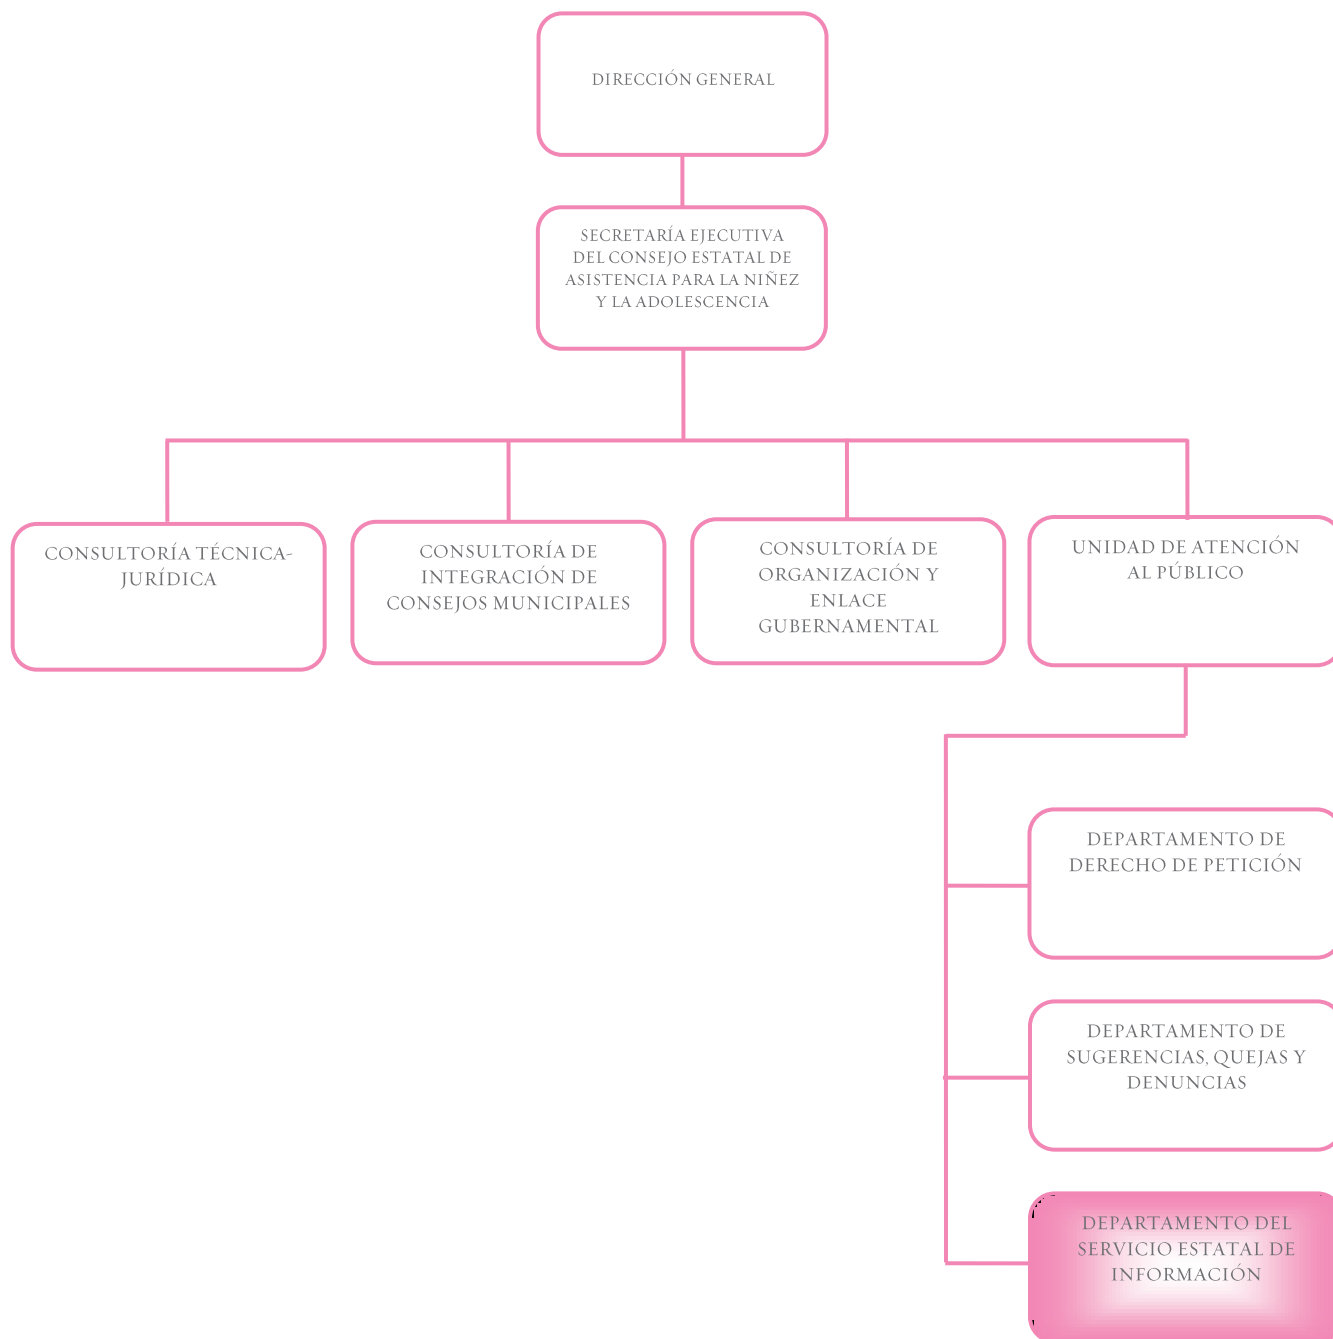 DIRECCIÓN GENERAL
SECRETARÍA EJECUTIVA
DEL CONSEJO ESTATAL DE
ASISTENCIA PARA LA NIÑEZ
Y LA ADOLESCENCIA
CONSULTORÍA TÉCNICA-
JURÍDICA
CONSULTORÍA DE
INTEGRACIÓN DE
CONSEJOS MUNICIPALES
CONSULTORÍA DE
ORGANIZACIÓN Y
ENLACE
GUBERNAMENTAL
UNIDAD DE ATENCIÓN
AL PÚBLICO
DEPARTAMENTO DE
DERECHO DE PETICIÓN
DEPARTAMENTO DE
SUGERENCIAS, QUEJAS Y
DENUNCIAS
DEPARTAMENTO DEL
SERVICIO ESTATAL DE
INFORMACIÓN